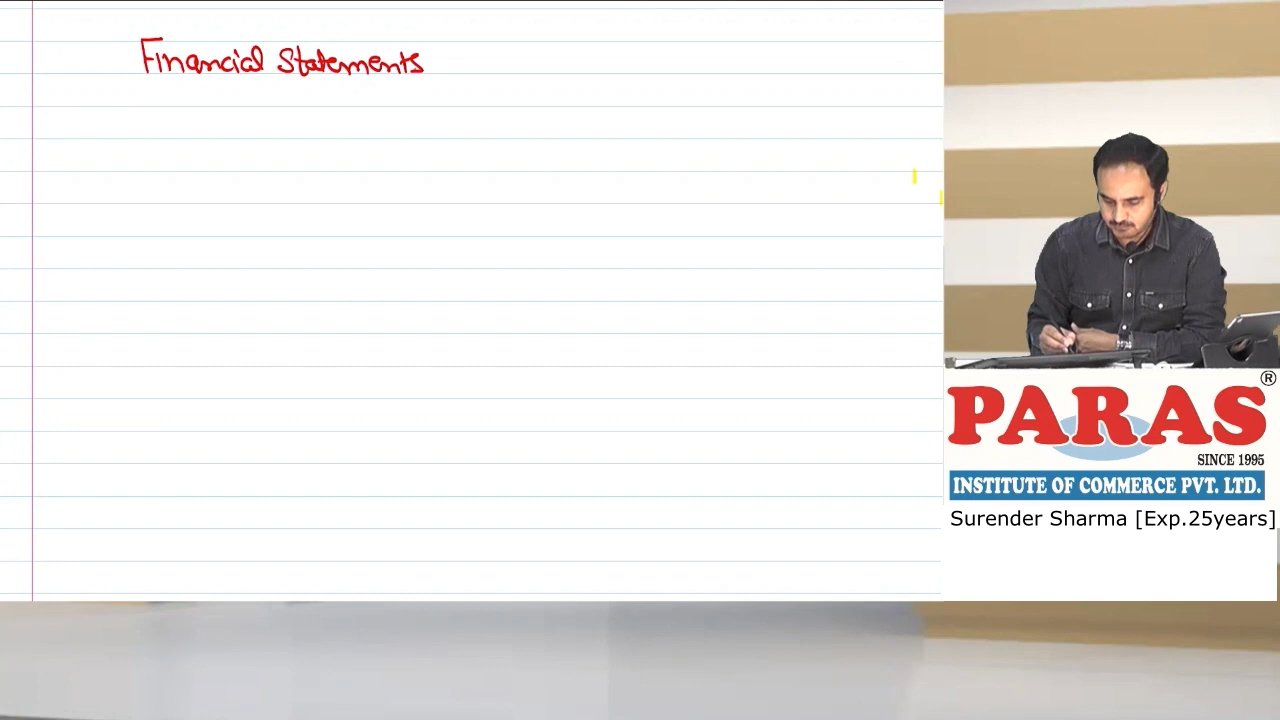 Financial Statements
PARAS®
SINCE 1995
INSTITUTE OF COMMERCE PVT. LTD.
Surender Sharma [Exp.25years]